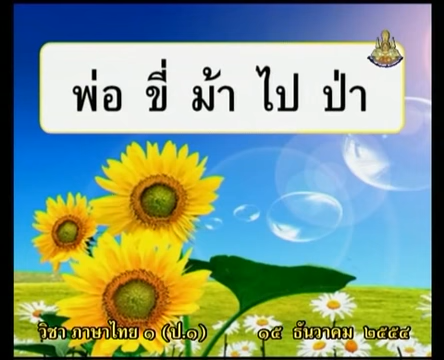 พ่อ ขี่ ม้า ไป ป่า
วิชา ภาษาไทย ๑ (ป.๑) ๑๕ ธันวาคม ๒๕๕๔